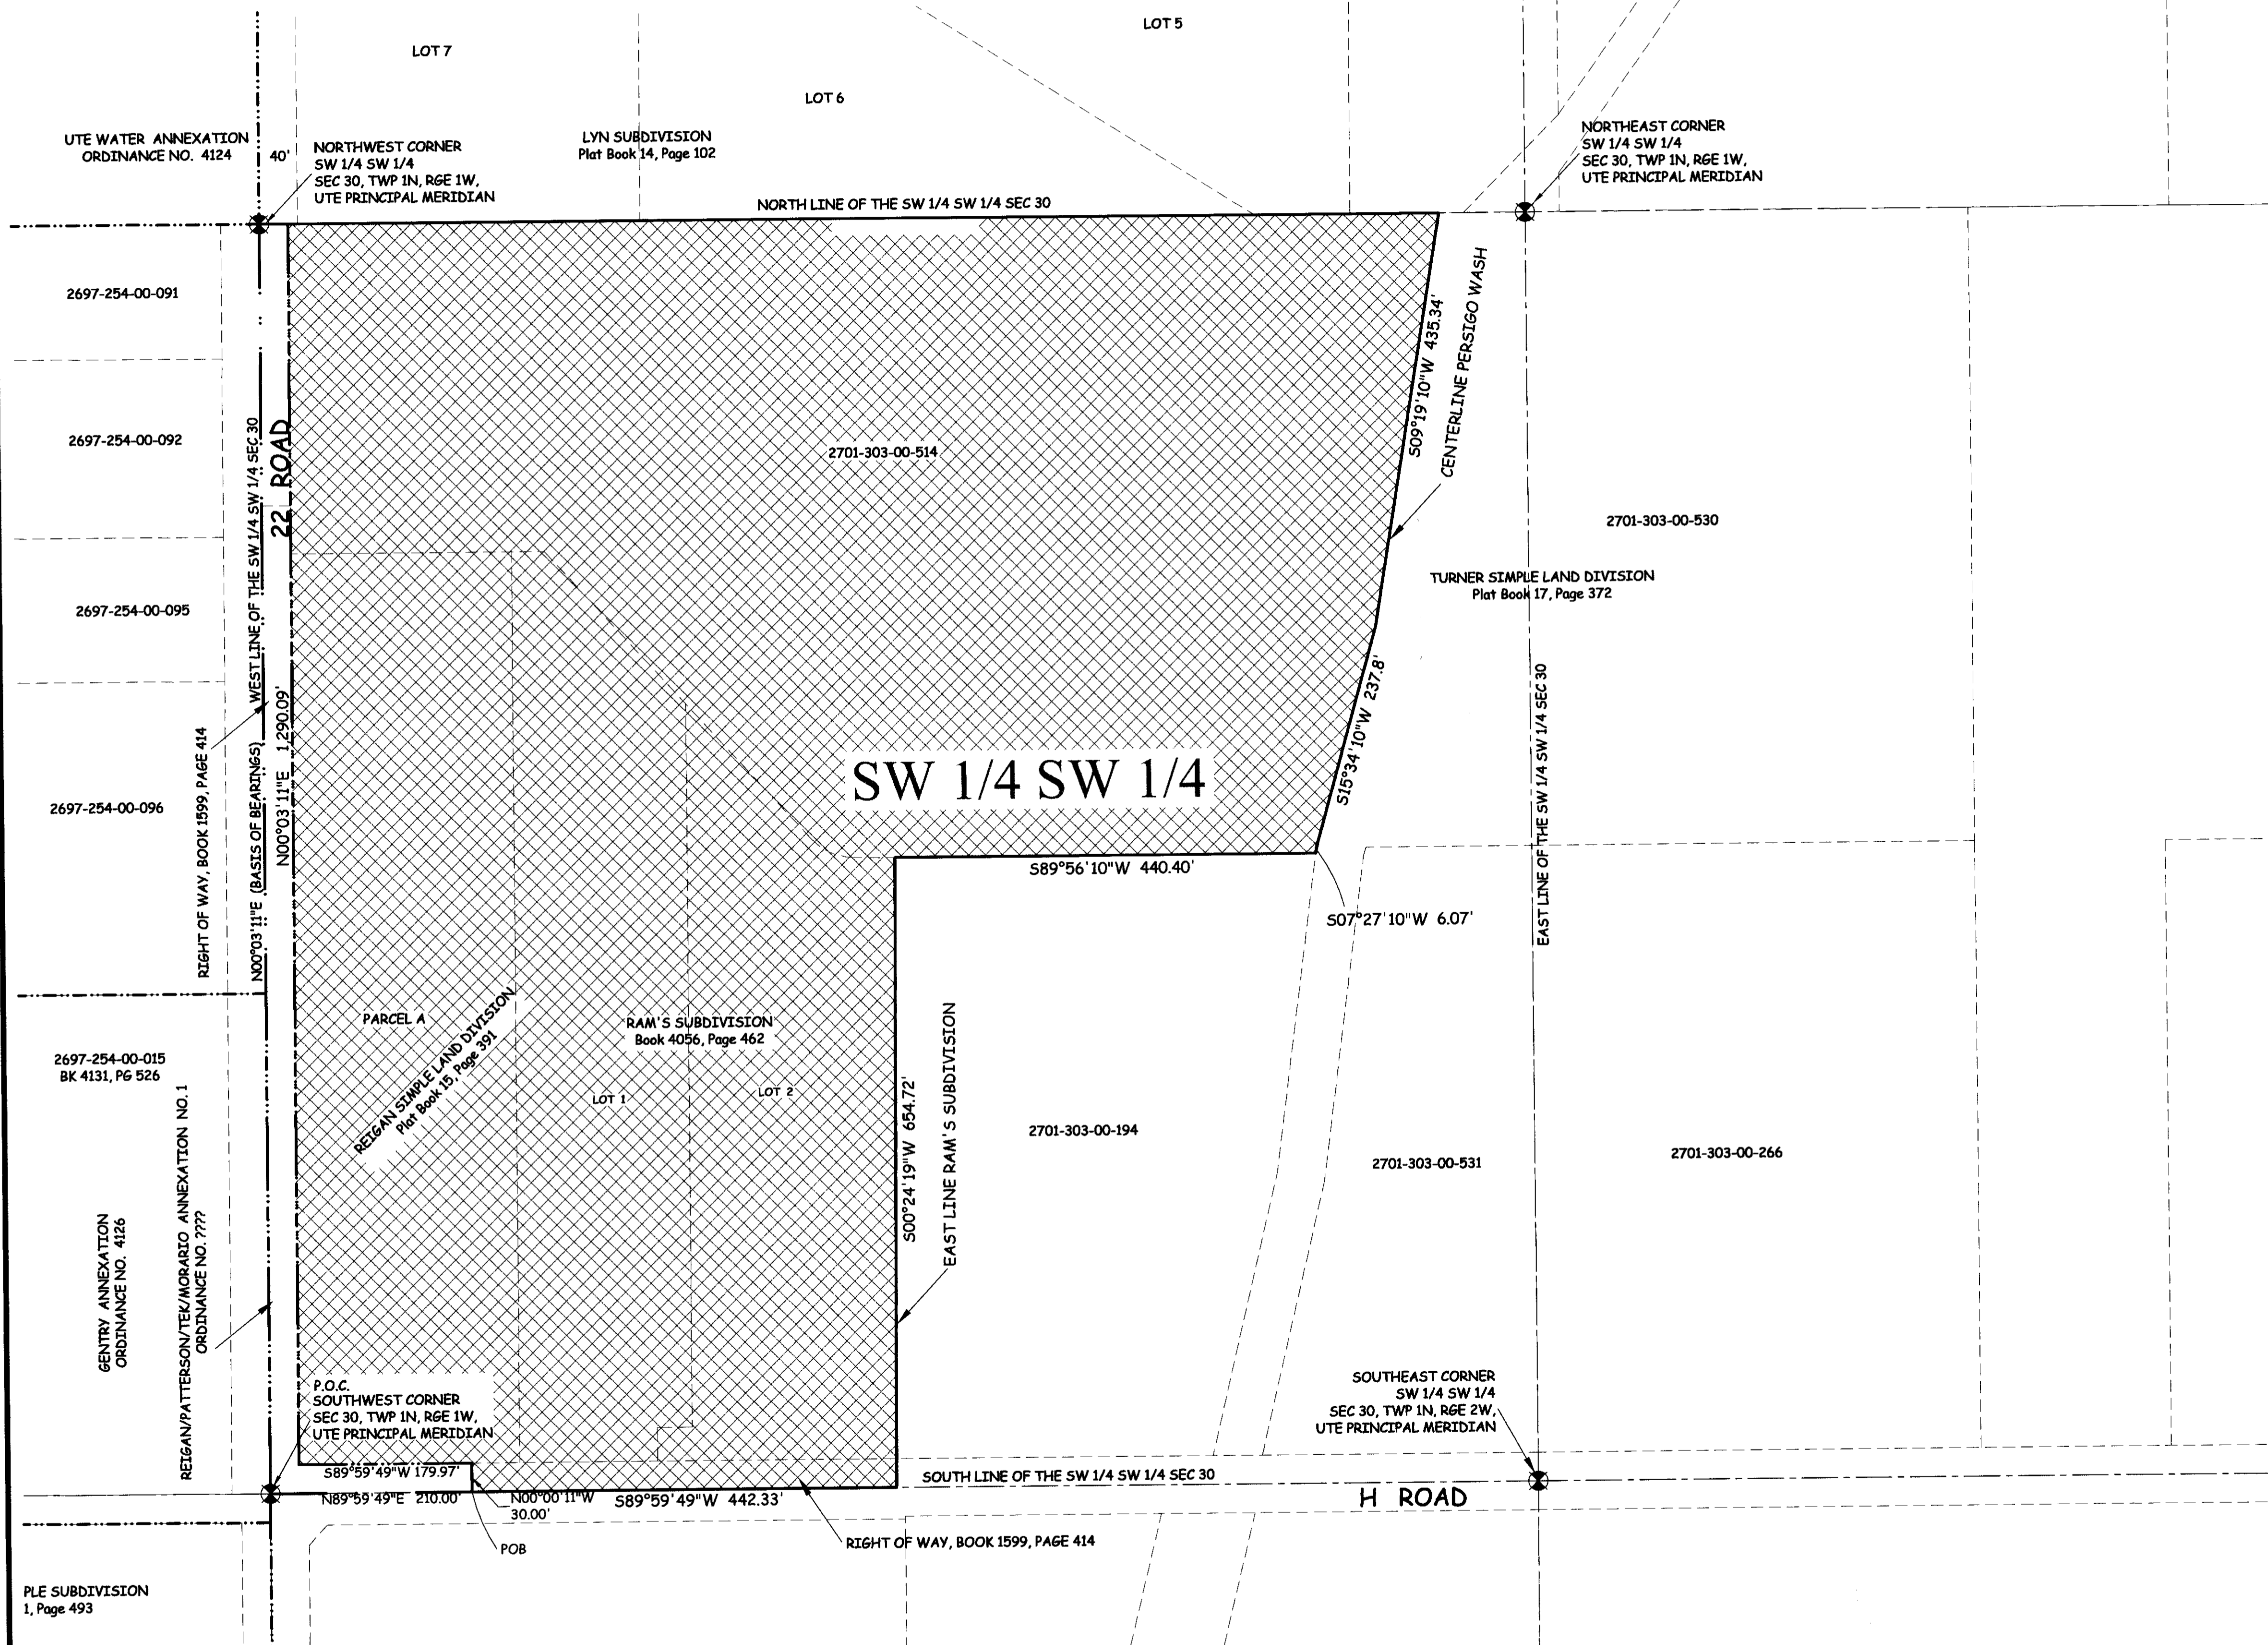 LOT 7
LOT 5
LOT 6
UTE WATER ANNEXATION
ORDINANCE NO. 4124
40'
NORTHWEST CORNER
SW 1/4 SW 1/4
SEC 30, TWP 1N, RGE 1W,
UTE PRINCIPAL MERIDIAN
LYN SUBDIVISION
Plat Book 14, Page 102
NORTHEAST CORNER
SW 1/4 SW 1/4
SEC 30, TWP 1N, RGE 1W,
UTE PRINCIPAL MERIDIAN
NORTH LINE OF THE SW 1/4 SW 1/4 SEC 30
2697-254-00-091
2697-254-00-092
2697-254-00-095
2697-254-00-096
RIGHT OF WAY, BOOK 1599, PAGE 414
N00°03'11"E (BASIS OF BEARINGS)
WEST LINE OF THE SW 1/4 SW 1/4 SEC 30
22 ROAD
N00°03'11"E 1,290.09'
2701-303-00-514
S09°19'10"W 435.34'
CENTERLINE PERSIGO WASH
2701-303-00-530
TURNER SIMPLE LAND DIVISION
Plat Book 17, Page 372
S15°34'10"W 237.8'
EAST LINE OF THE SW 1/4 SW 1/4 SEC 30
SW 1/4 SW 1/4
S89°56'10"W 440.40'
S07°27'10"W 6.07'
PARCEL A
REIGAN SIMPLE LAND DIVISION
Plat Book 15, Page 391
RAM'S SUBDIVISION
Book 4056, Page 462
LOT 1
LOT 2
S00°24'19"W 654.72'
EAST LINE RAM'S SUBDIVISION
2701-303-00-194
2701-303-00-531
2701-303-00-266
2697-254-00-015
BK 4131, PG 526
GENTRY ANNEXATION
ORDINANCE NO. 4126
REIGAN/PATTERSON/TEK/MORARIO ANNEXATION NO. 1
ORDINANCE NO. ????
P.O.C.
SOUTHWEST CORNER
SEC 30, TWP 1N, RGE 1W,
UTE PRINCIPAL MERIDIAN
SOUTHEAST CORNER
SW 1/4 SW 1/4
SEC 30, TWP 1N, RGE 2W,
UTE PRINCIPAL MERIDIAN
S89°59'49"W 179.97'
N89°59'49"E 210.00'
N00°00'11"W
30.00'
S89°59'49"W 442.33'
SOUTH LINE OF THE SW 1/4 SW 1/4 SEC 30
H ROAD
POB
RIGHT OF WAY, BOOK 1599, PAGE 414
PLE SUBDIVISION
1, Page 493